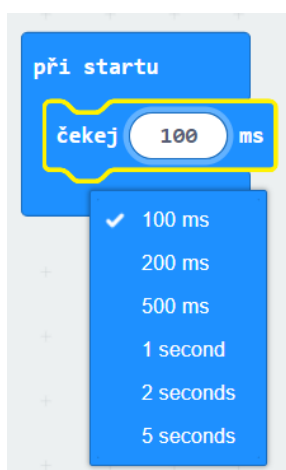 při startu
čekej 100 ms
100 ms
200 ms
500 ms
1 second
2 seconds
5 seconds